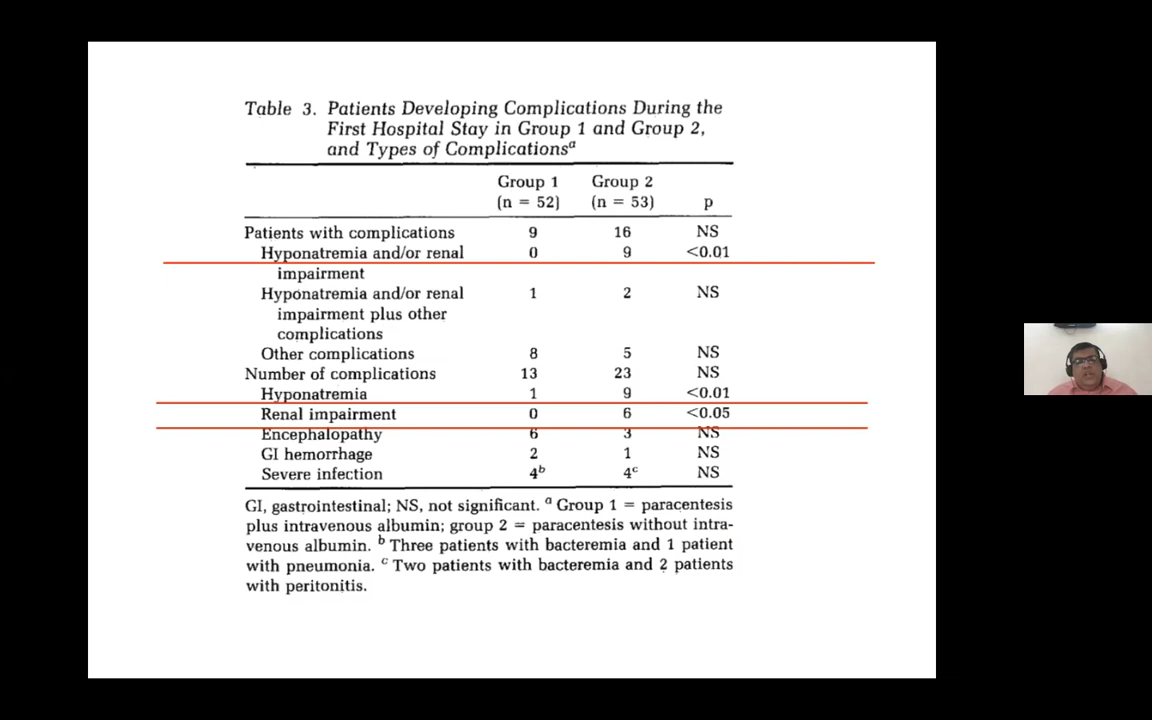 Table 3. Patients Developing Complications During the
First Hospital Stay in Group 1 and Group 2,
and Types of Complicationsᵃ
Group 1 Group 2
(n = 52) (n = 53) p
Patients with complications 9 16 NS
Hyponatremia and/or renal 0 9 <0.01
impairment
Hyponatremia and/or renal 1 2 NS
impairment plus other
complications
Other complications 8 5 NS
Number of complications 13 23 NS
Hyponatremia 1 9 <0.01
Renal impairment 0 6 <0.05
Encephalopathy 6 3 NS
GI hemorrhage 2 1 NS
Severe infection 4ᵇ 4ᶜ NS
GI, gastrointestinal; NS, not significant. ᵃ Group 1 = paracentesis
plus intravenous albumin; group 2 = paracentesis without intra-
venous albumin. ᵇ Three patients with bacteremia and 1 patient
with pneumonia. ᶜ Two patients with bacteremia and 2 patients
with peritonitis.